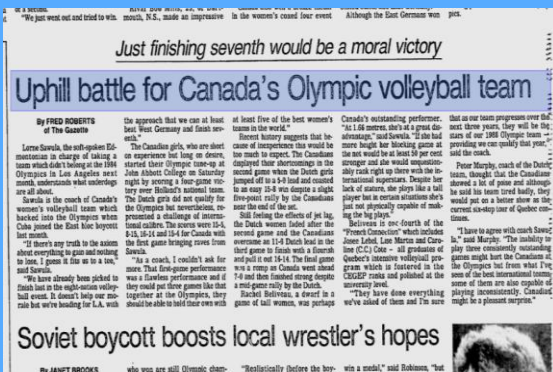 of a second.
"We just went out and tried to win.
mouth, N.S., made an impressive
in the women's coxed four event
Although the East Germans won
Just finishing seventh would be a moral victory
Uphill battle for Canada's Olympic volleyball team
By FRED ROBERTS
of The Gazette
Lorne Sawula, the soft-spoken Ed-
montonian in charge of taking a
team which didn't belong at the 1984
Olympics in Los Angeles next
month, understands what underdogs
are all about.
Sawula is the coach of Canada's
women's volleyball team which
backed into the Olympics when
Cuba joined the East bloc boycott
last month.
"If there's any truth to the axiom
about everything to gain and nothing
to lose, I guess it fits us to a tee,"
said Sawula.
"We have already been picked to
finish last in the eight-nation volley-
ball event. It doesn't help our mo-
rale but we're heading for L.A. with
the approach that we can at least
beat West Germany and finish sev-
enth."
The Canadian girls, who are short
on experience but long on desire,
started their Olympic tune-up at
John Abbott College on Saturday
night by scoring a four-game vic-
tory over Holland's national team.
The Dutch girls did not qualify for
the Olympics but nevertheless, re-
presented a challenge of interna-
tional calibre. The scores were 15-5,
8-15, 16-14 and 15-4 for Canada with
the first game bringing raves from
Sawula.
"As a coach, I couldn't ask for
more. That first-game performance
was a flawless performance and if
they could put three games like that
together at the Olympics, they
should be able to hold their own with
at least five of the best women's
teams in the world."
Recent history suggests that be-
cause of inexperience this would be
too much to expect. The Canadians
displayed their shortcomings in the
second game when the Dutch girls
jumped off to a 5-0 lead and coasted
to an easy 15-8 win despite a slight
five-point rally by the Canadians
near the end of the set.
Still feeling the effects of jet lag,
the Dutch women faded after the
second game and the Canadians
overcame an 11-4 Dutch lead in the
third game to finish with a flourish
and pull it out 16-14. The final game
was a romp as Canada went ahead
7-0 and then finished strong despite
a mid-game rally by the Dutch.
Rachel Beliveau, a dwarf in a
game of tall women, was perhaps
Canada's outstanding performer.
"At 1.66 metres, she's at a great dis-
advantage," said Sawula. "If she had
more height her blocking game at
the net would be at least 50 per cent
stronger and she would unquestion-
ably rank right up there with the in-
ternational superstars. Despite her
lack of stature, she plays like a tall
player but in certain situations she's
just not physically capable of mak-
ing the big plays."
Beliveau is one-fourth of the
"French Connection" which includes
Josee Lebel, Lise Martin and Caro-
line (C.C.) Cote — all graduates of
Quebec's intensive volleyball pro-
gram which is fostered in the
CEGEP ranks and polished at the
university level.
"They have done everything
we've asked of them and I'm sure
that as our team progresses over the
next three years, they will be the
stars of our 1988 Olympic team —
providing we can qualify that year,"
said the coach.
Peter Murphy, coach of the Dutch
team, thought that the Canadians
showed a lot of poise and although
he said his team tired badly, they
would put on a better show as the
current six-stop tour of Quebec con-
tinues.
"I have to agree with coach Sawu-
la," said Murphy. "The inability to
play three consistently outstanding
games might hurt the Canadians at
the Olympics but from what I've
seen of the best international teams,
some of them are also capable of
playing inconsistently. Canadian
might be a pleasant surprise."
Soviet boycott boosts local wrestler's hopes
By JANET BROOKS
who won are still Olympic cham-
"Realistically (before the boy-
win a medal," said Robinson, "but